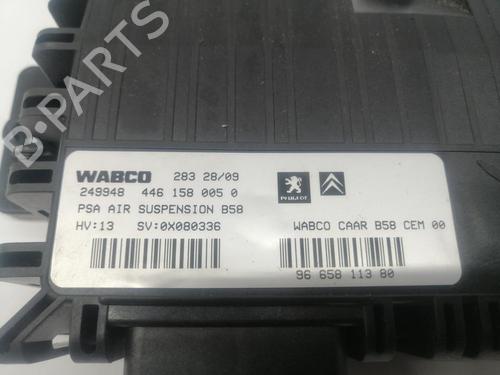 WABCO 283 28/09
249948 446 158 005 0
PEUGEOT
PSA AIR SUSPENSION B58
HV:13 SV:0X080336
WABCO CAAR B58 CEM 00
96 658 113 80
B-PARTS